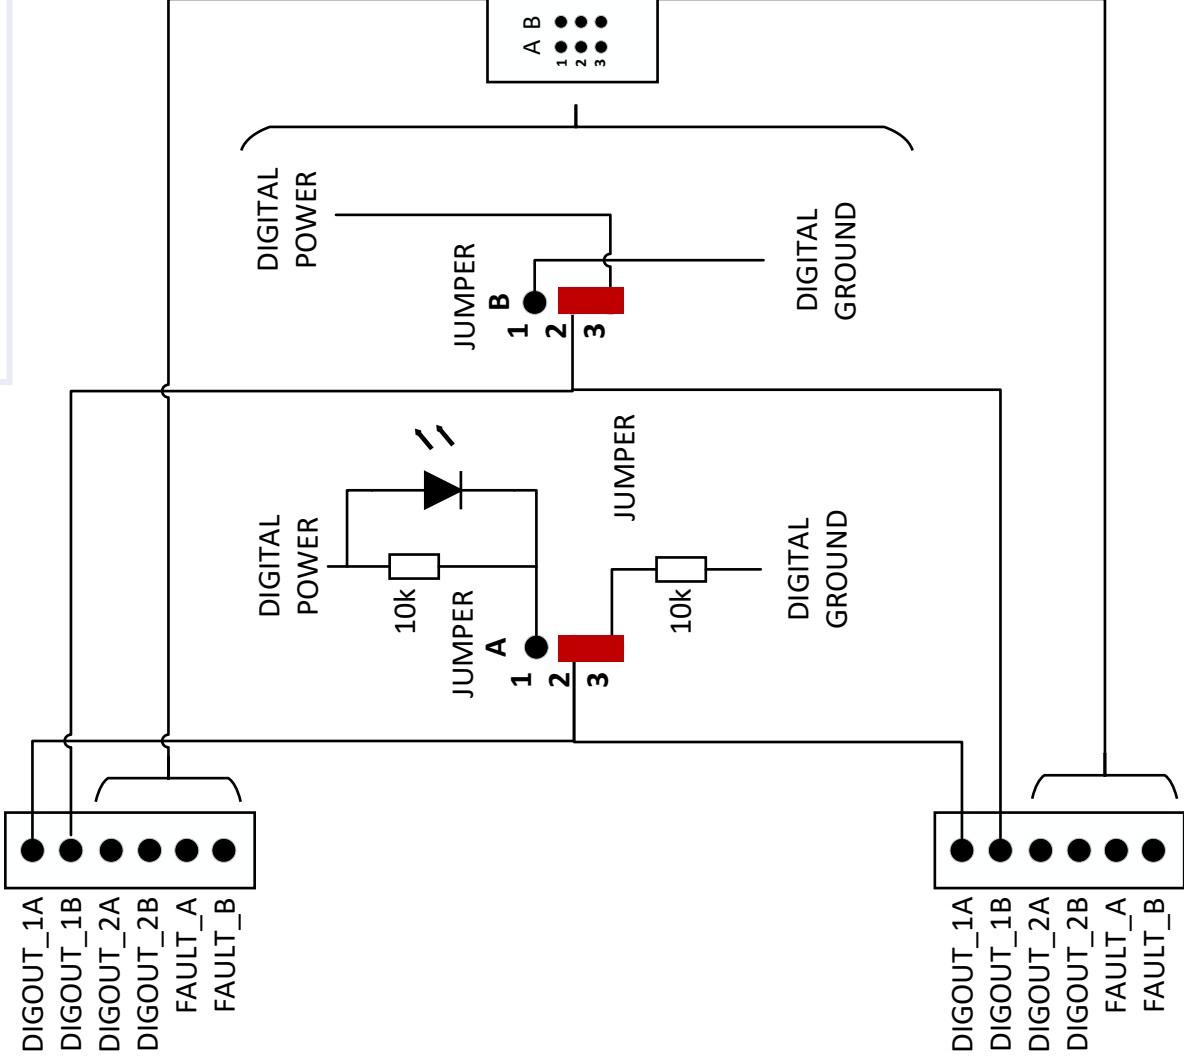 A B
1 2 3
DIGITAL
POWER
JUMPER
B
1 2 3
DIGITAL
GROUND
DIGITAL
POWER
10k
JUMPER
A
1 2 3
JUMPER
10k
DIGITAL
GROUND
DIGOUT_1A
DIGOUT_1B
DIGOUT_2A
DIGOUT_2B
FAULT_A
FAULT_B
DIGOUT_1A
DIGOUT_1B
DIGOUT_2A
DIGOUT_2B
FAULT_A
FAULT_B